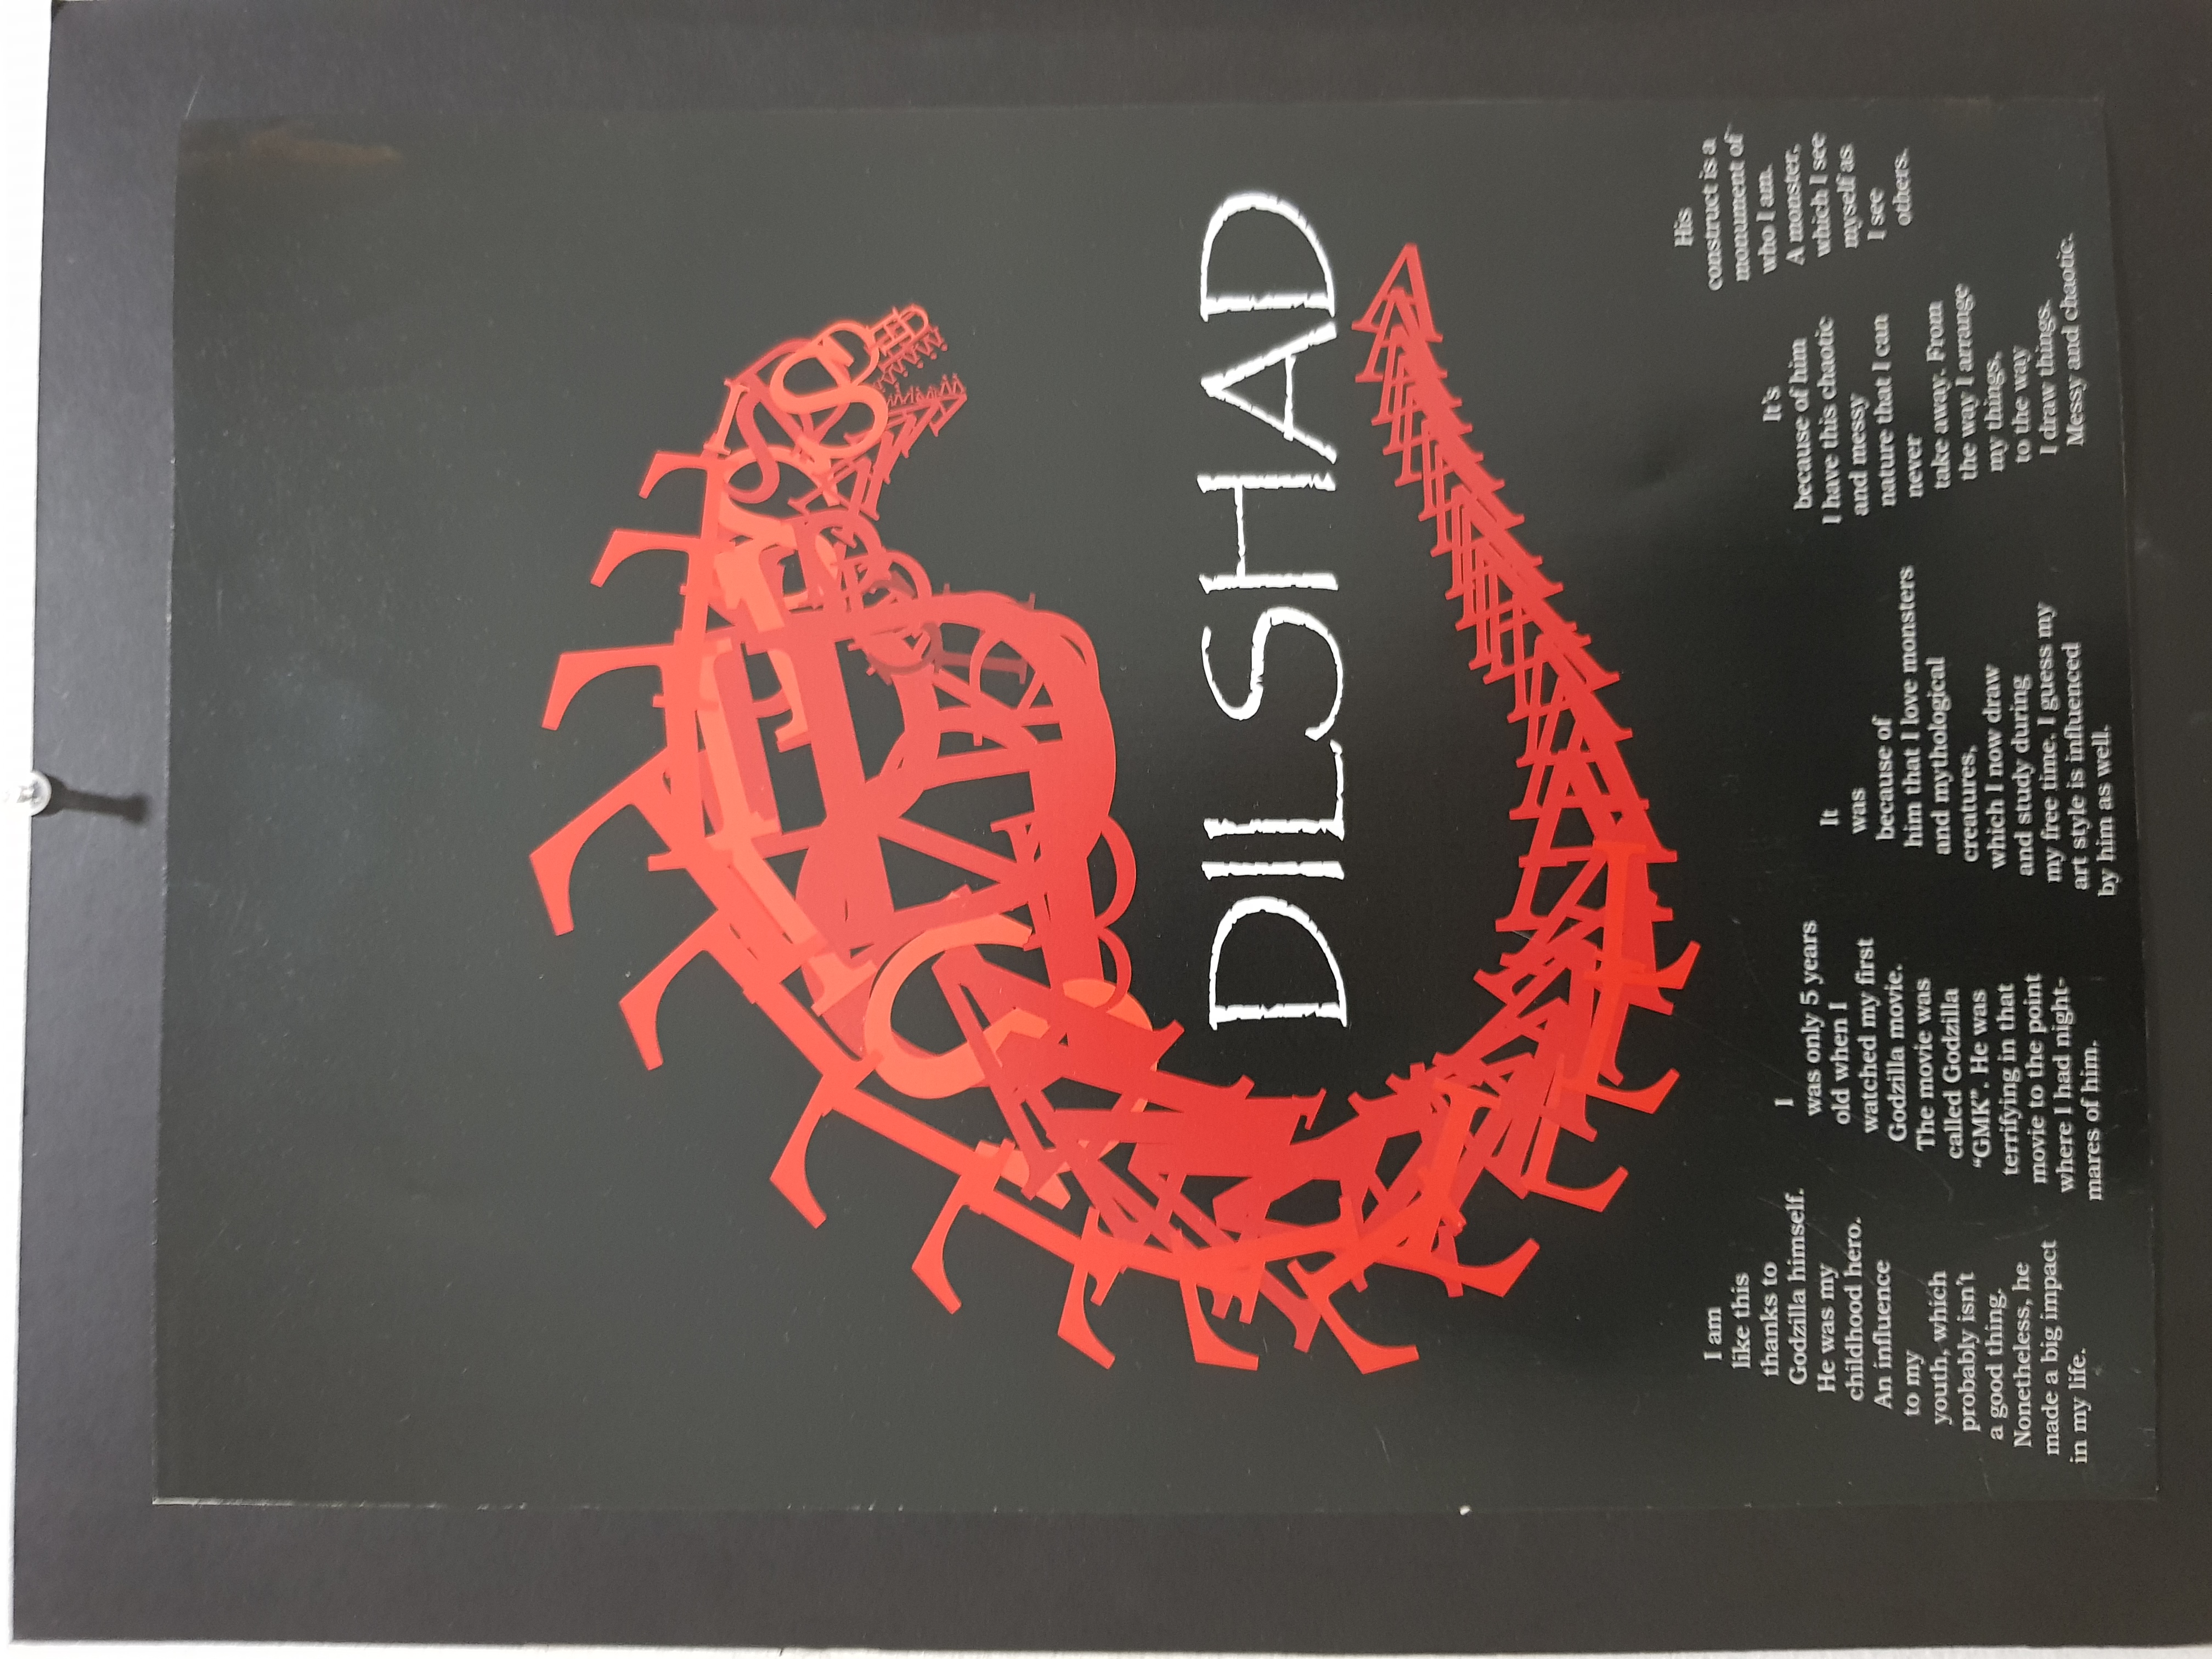 DILSHAD
I am
like this
thanks to
Godzilla himself.
He was my
childhood hero.
An influence
to my
youth, which
probably isn't
a good thing.
Nonetheless, he
made a big impact
in my life.
I
was only 5 years
old when I
watched my first
Godzilla movie.
The movie was
called Godzilla
“GMK”. He was
terrifying in that
movie to the point
where I had night-
mares of him.
It
was
because of
him that I love monsters
and mythological
creatures,
which I now draw
and study during
my free time. I guess my
art style is influenced
by him as well.
It's
because of him
I have this chaotic
and messy
nature that I can
never
take away. From
the way I arrange
my things,
to the way
I draw things.
Messy and chaotic.
His
construct is a
monument of
who I am.
A monster,
which I see
myself as
I see
others.